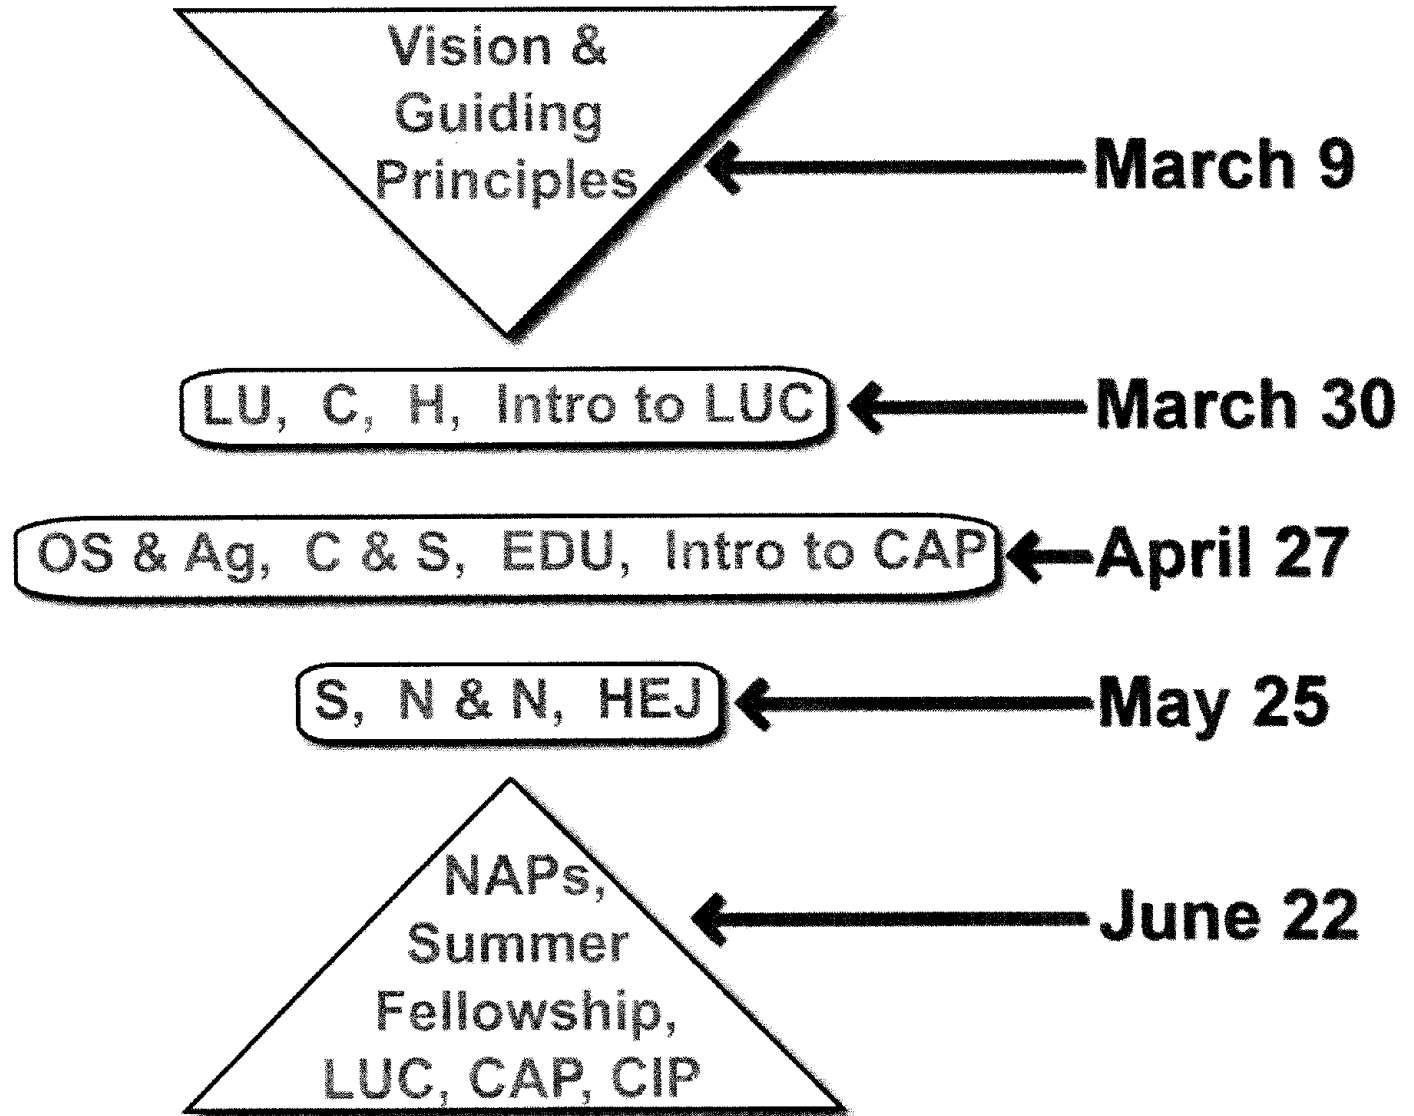 Vision &
Guiding
Principles
March 9
LU, C, H, Intro to LUC
March 30
OS & Ag, C & S, EDU, Intro to CAP
April 27
S, N & N, HEJ
May 25
NAPs,
Summer
Fellowship,
LUC, CAP, CIP
June 22